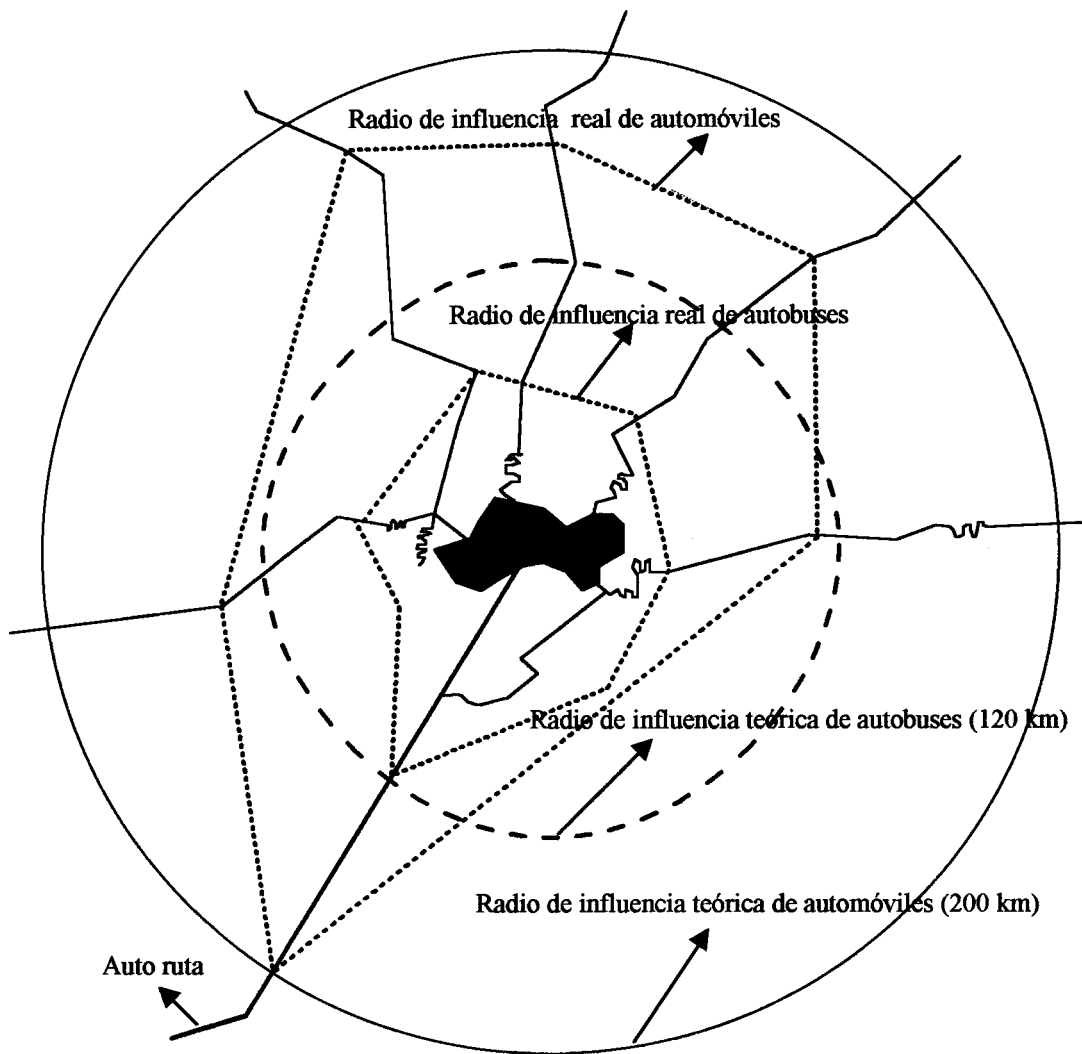 Radio de influencia real de automóviles
Radio de influencia real de autobuses
Radio de influencia teórica de autobuses (120 km)
Radio de influencia teórica de automóviles (200 km)
Auto ruta